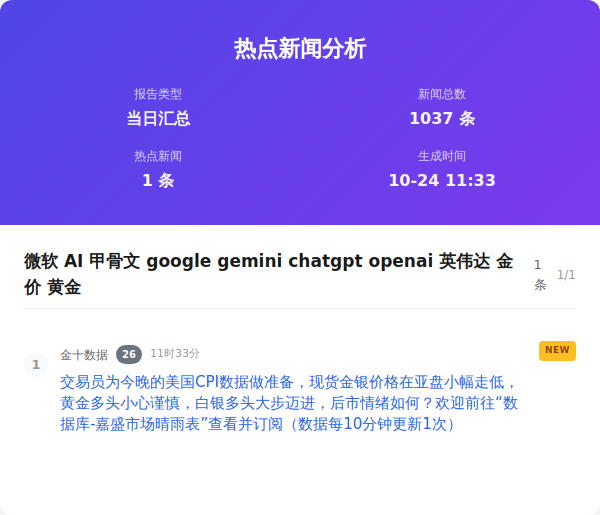 热点新闻分析
报告类型
当日汇总
新闻总数
1037 条
热点新闻
1 条
生成时间
10-24 11:33
微软 AI 甲骨文 google gemini chatgpt openai 英伟达 金
价 黄金
1
条
1/1
1
金十数据 26 11时33分
NEW
交易员为今晚的美国CPI数据做准备，现货金银价格在亚盘小幅走低，
黄金多头小心谨慎，白银多头大步迈进，后市情绪如何？欢迎前往“数
据库-嘉盛市场晴雨表”查看并订阅（数据每10分钟更新1次）